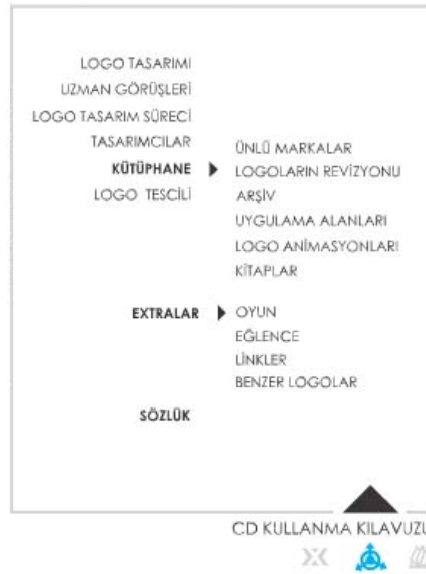 LOGO TASARIMI
UZMAN GÖRÜŞLERİ
LOGO TASARIM SÜRECİ
TASARIMCILAR
KÜTÜPHANE
LOGO TESCİLİ
ÜNLÜ MARKALAR
LOGOLARIN REVİZYONU
ARŞİV
UYGULAMA ALANLARI
LOGO ANİMASYONLARI
KİTAPLAR
EXTRALAR
OYUN
EĞLENCE
LİNKLER
BENZER LOGOLAR
SÖZLÜK
CD KULLANMA KILAVUZU